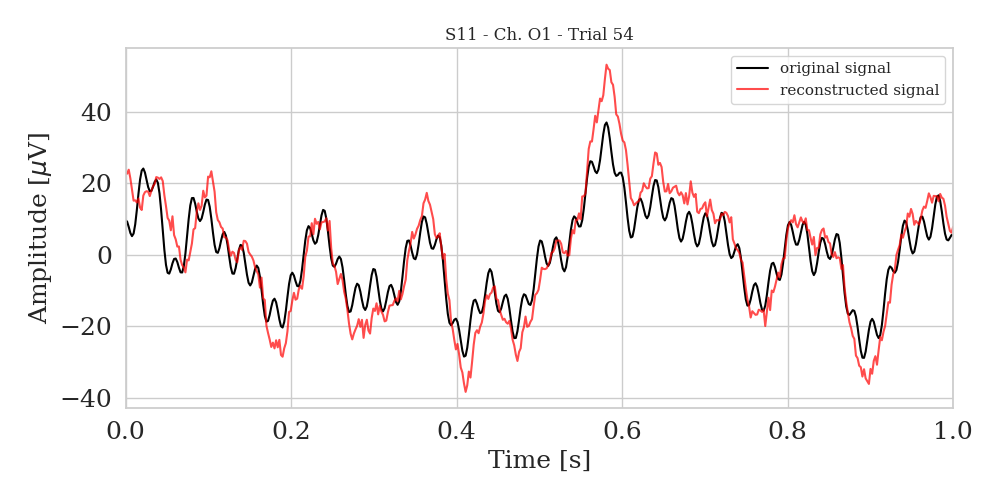 S11 - Ch. O1 - Trial 54
original signal
reconstructed signal
Amplitude [μV]
40
20
0
−20
−40
0.0 0.2 0.4 0.6 0.8 1.0
Time [s]